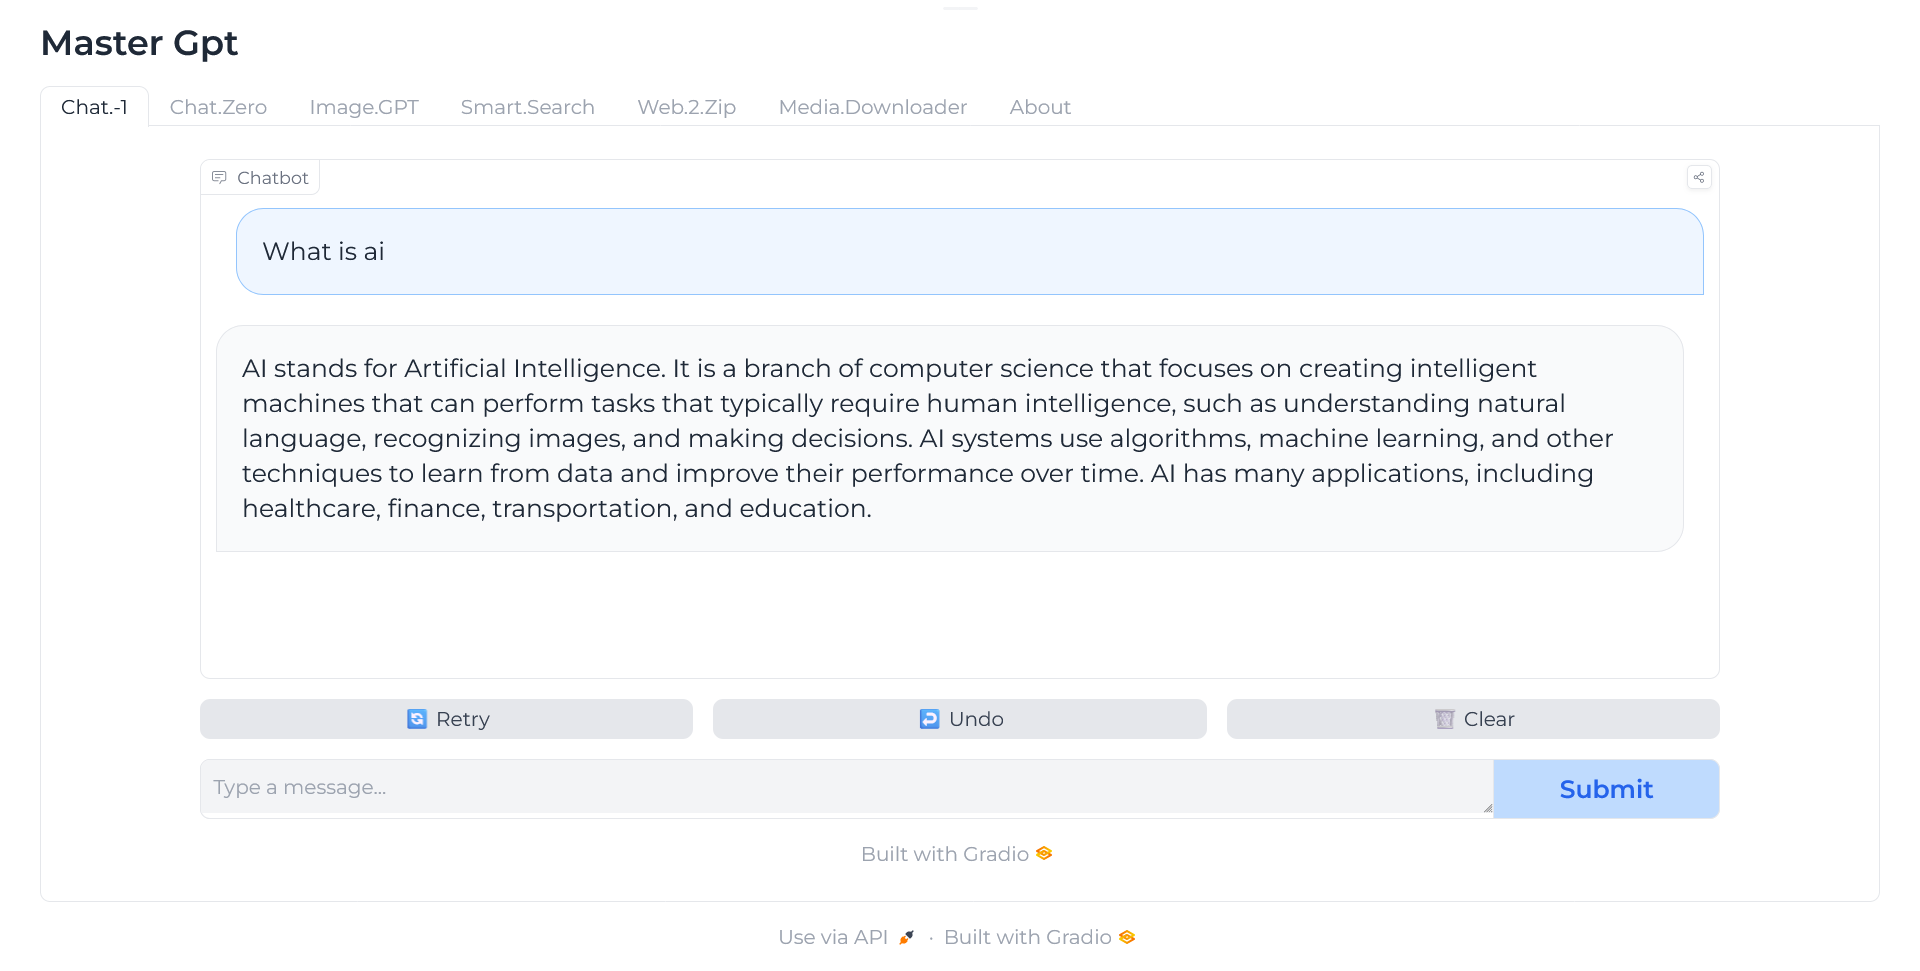 Master Gpt
Chat.-1 Chat.Zero Image.GPT Smart.Search Web.2.Zip Media.Downloader About
Chatbot
What is ai
AI stands for Artificial Intelligence. It is a branch of computer science that focuses on creating intelligent
machines that can perform tasks that typically require human intelligence, such as understanding natural
language, recognizing images, and making decisions. AI systems use algorithms, machine learning, and other
techniques to learn from data and improve their performance over time. AI has many applications, including
healthcare, finance, transportation, and education.
Retry Undo Clear
Type a message... Submit
Built with Gradio
Use via API · Built with Gradio